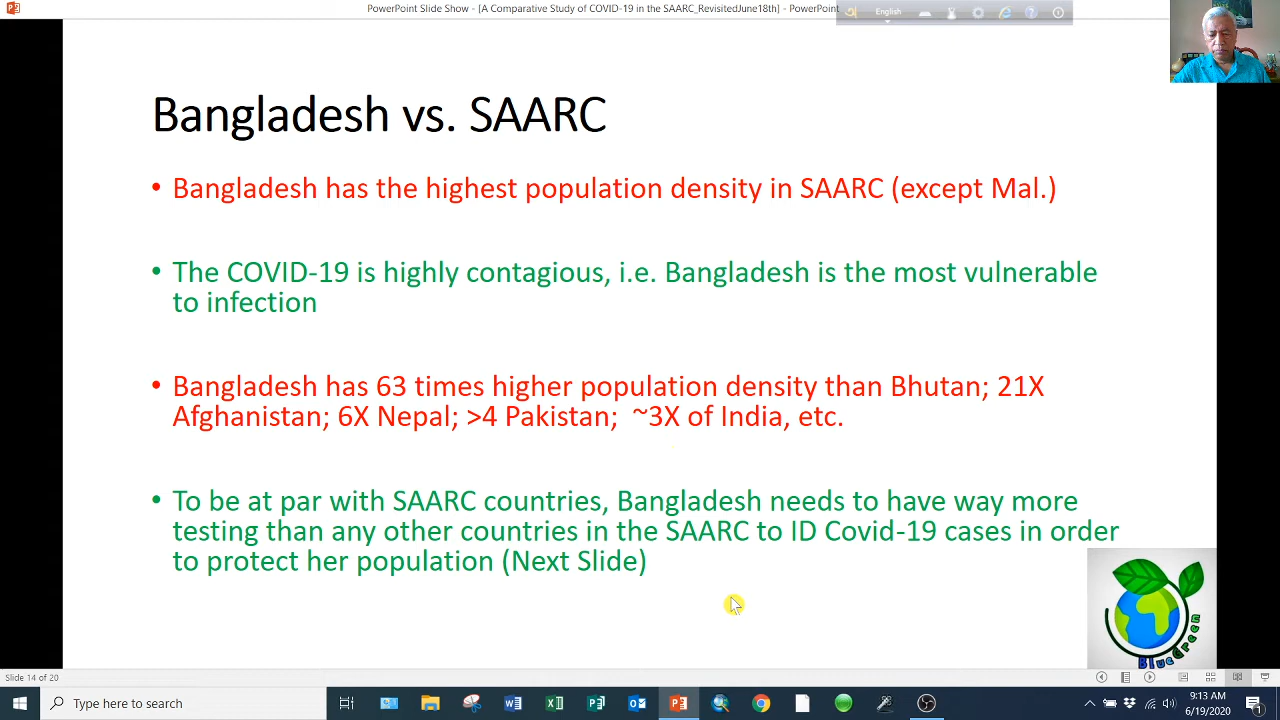 PowerPoint Slide Show - [A Comparative Study of COVID-19 in the SAARC_RevisitedJune18th] - PowerPoint
English
Bangladesh vs. SAARC
• Bangladesh has the highest population density in SAARC (except Mal.)
• The COVID-19 is highly contagious, i.e. Bangladesh is the most vulnerable
to infection
• Bangladesh has 63 times higher population density than Bhutan; 21X
Afghanistan; 6X Nepal; >4 Pakistan; ~3X of India, etc.
• To be at par with SAARC countries, Bangladesh needs to have way more
testing than any other countries in the SAARC to ID Covid-19 cases in order
to protect her population (Next Slide)
BlueGreen
Slide 14 of 20
Type here to search
9:13 AM
6/19/2020
1